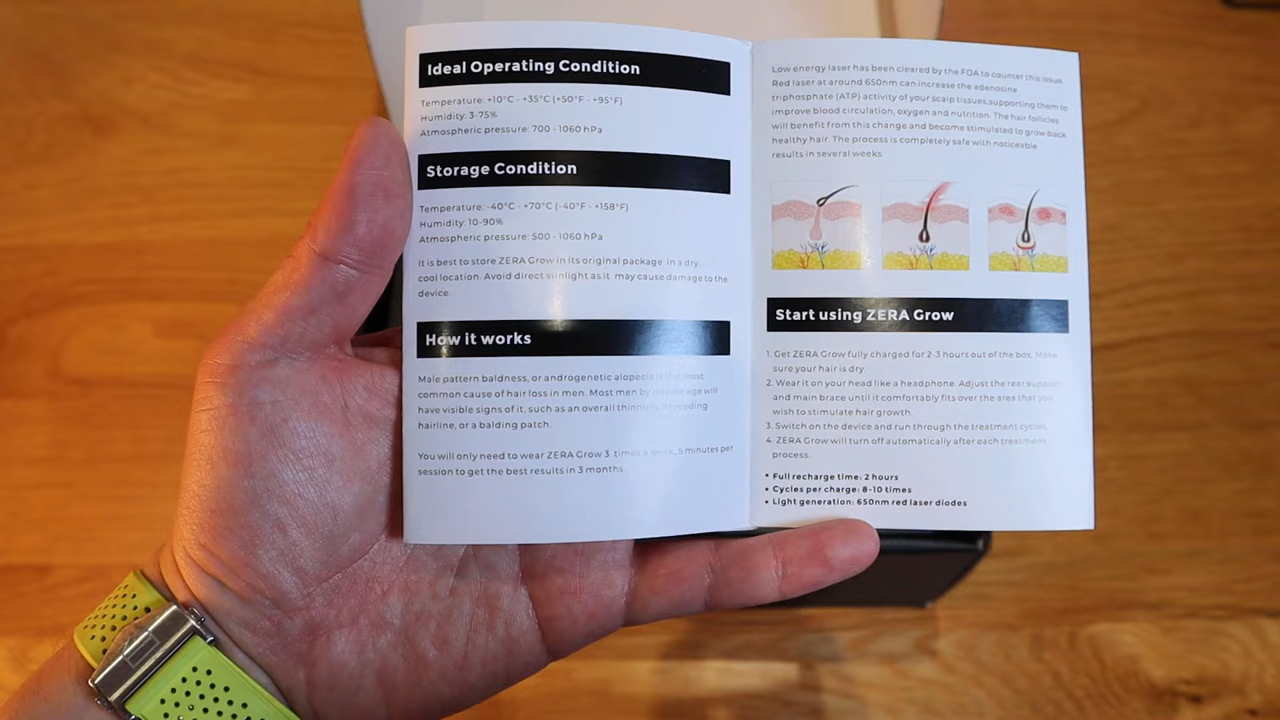 Ideal Operating Condition
Temperature: +10°C - +35°C (+50°F - +95°F)
Humidity: 3-75%
Atmospheric pressure: 700 - 1060 hPa
Storage Condition
Temperature: -40°C - +70°C (-40°F - +158°F)
Humidity: 10-90%
Atmospheric pressure: 500 - 1060 hPa
It is best to store ZERA Grow in its original package in a dry,
cool location. Avoid direct sunlight as it may cause damage to the
device.
How it works
Male pattern baldness, or androgenetic alopecia is the most
common cause of hair loss in men. Most men by middle age will
have visible signs of it, such as an overall thinning, a receding
hairline, or a balding patch.
You will only need to wear ZERA Grow 3 times a week, 5 minutes per
session to get the best results in 3 months.
Low energy laser has been cleared by the FDA to counter this issue.
Red laser at around 650nm can increase the adenosine
triphosphate (ATP) activity of your scalp tissues,supporting them to
improve blood circulation, oxygen and nutrition. The hair follicles
will benefit from this change and become stimulated to grow back
healthy hair. The process is completely safe with noticeable
results in several weeks.
Start using ZERA Grow
1. Get ZERA Grow fully charged for 2-3 hours out of the box. Make
sure your hair is dry.
2. Wear it on your head like a headphone. Adjust the rear support
and main brace until it comfortably fits over the area that you
wish to stimulate hair growth.
3. Switch on the device and run through the treatment cycles.
4. ZERA Grow will turn off automatically after each treatment
process.
• Full recharge time: 2 hours
• Cycles per charge: 8-10 times
• Light generation: 650nm red laser diodes